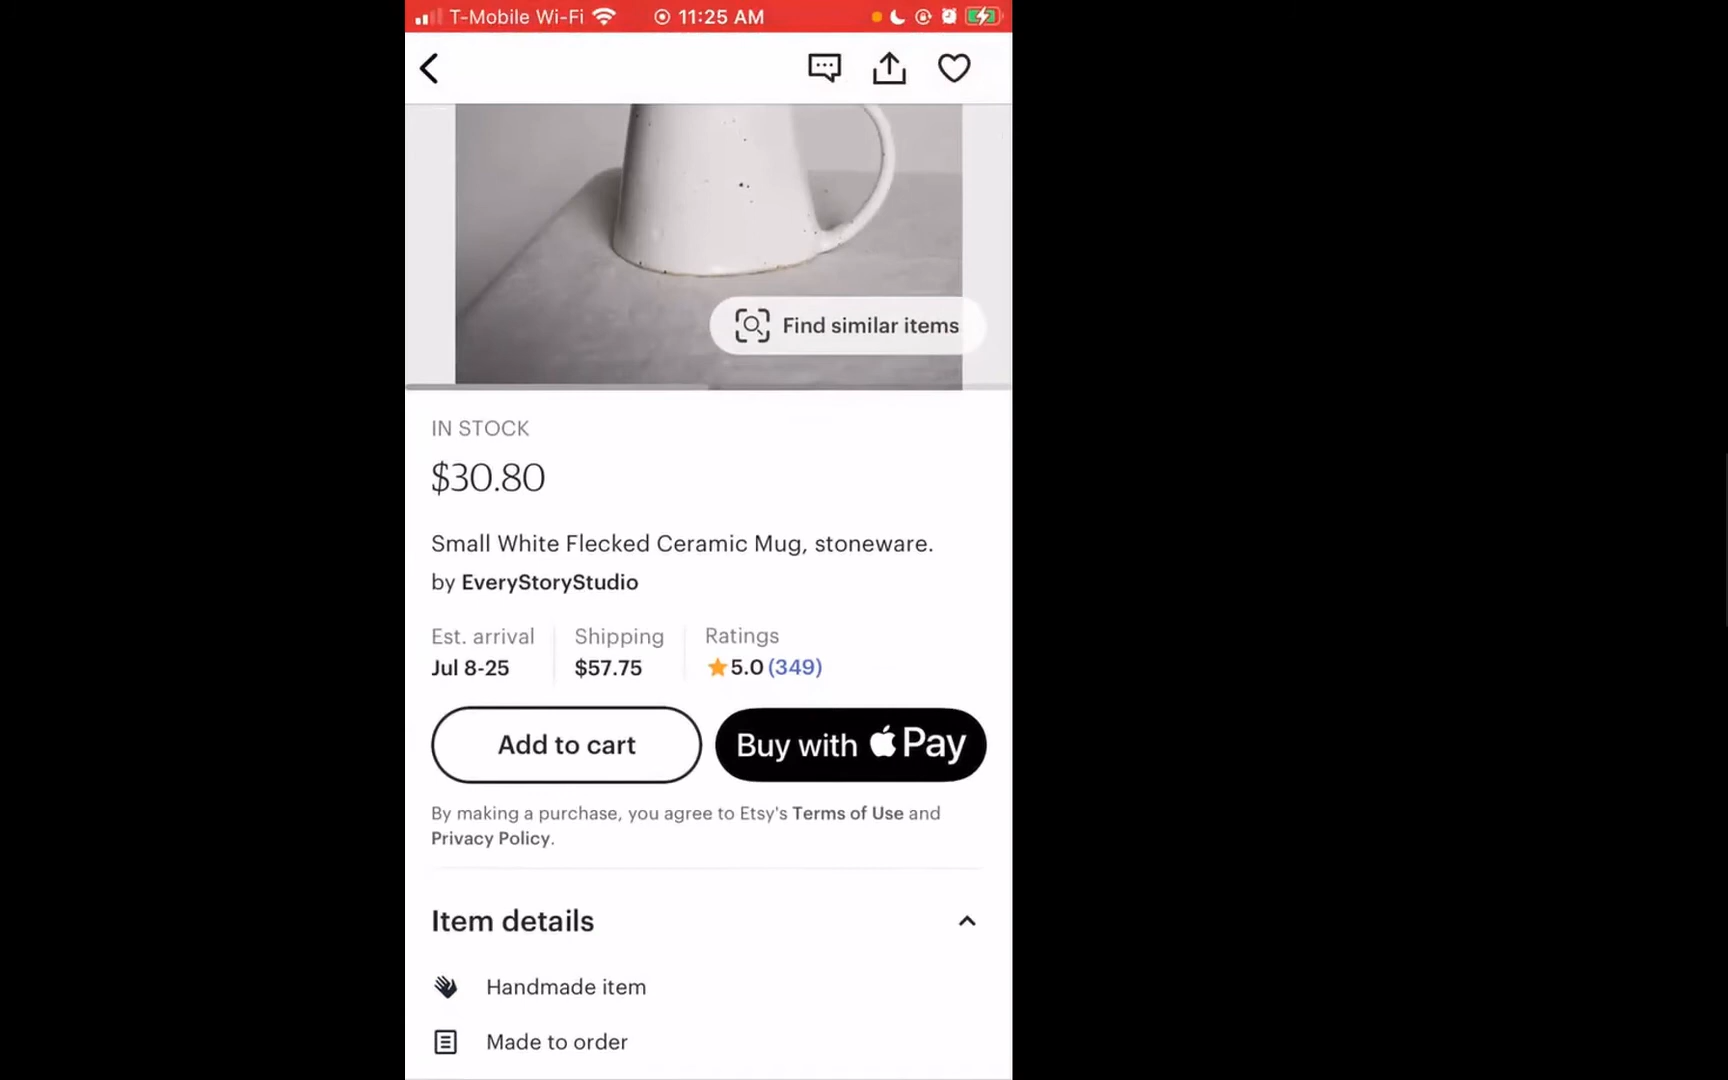 T-Mobile Wi-Fi 11:25 AM
Find similar items
IN STOCK
$30.80
Small White Flecked Ceramic Mug, stoneware.
by EveryStoryStudio
Est. arrival
Jul 8-25
Shipping
$57.75
Ratings
5.0 (349)
Add to cart
Buy with Pay
By making a purchase, you agree to Etsy's Terms of Use and
Privacy Policy.
Item details
Handmade item
Made to order